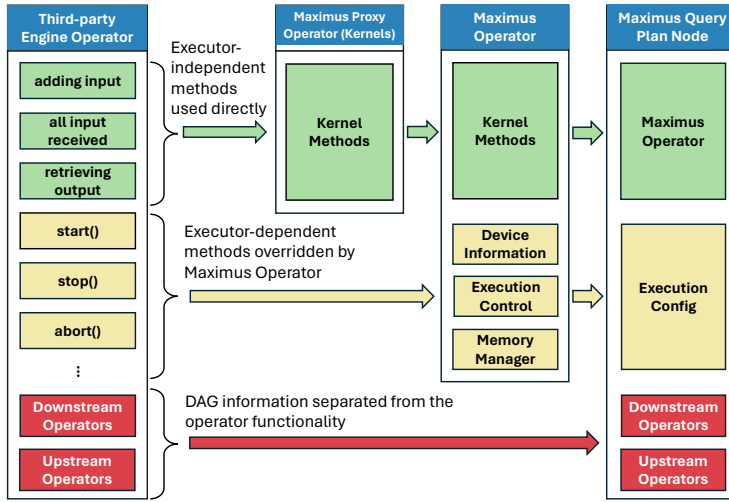 Third-party
Engine Operator
adding input
all input
received
retrieving
output
start()
stop()
abort()
...
Downstream
Operators
Upstream
Operators
Executor-
independent
methods
used directly
Executor-dependent
methods overridden by
Maximus Operator
DAG information separated from the
operator functionality
Maximus Proxy
Operator (Kernels)
Kernel
Methods
Maximus
Operator
Kernel
Methods
Device
Information
Execution
Control
Memory
Manager
Maximus Query
Plan Node
Maximus
Operator
Execution
Config
Downstream
Operators
Upstream
Operators